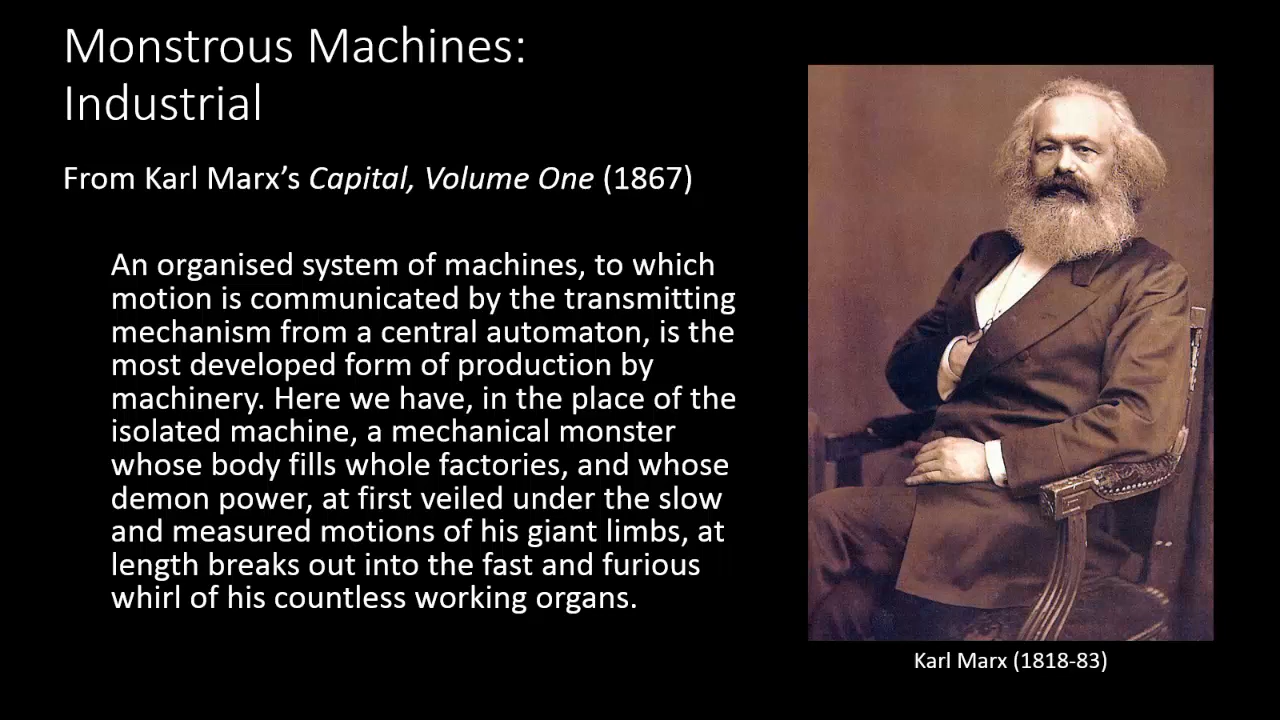 Monstrous Machines:
Industrial
From Karl Marx’s Capital, Volume One (1867)
An organised system of machines, to which
motion is communicated by the transmitting
mechanism from a central automaton, is the
most developed form of production by
machinery. Here we have, in the place of the
isolated machine, a mechanical monster
whose body fills whole factories, and whose
demon power, at first veiled under the slow
and measured motions of his giant limbs, at
length breaks out into the fast and furious
whirl of his countless working organs.
Karl Marx (1818-83)